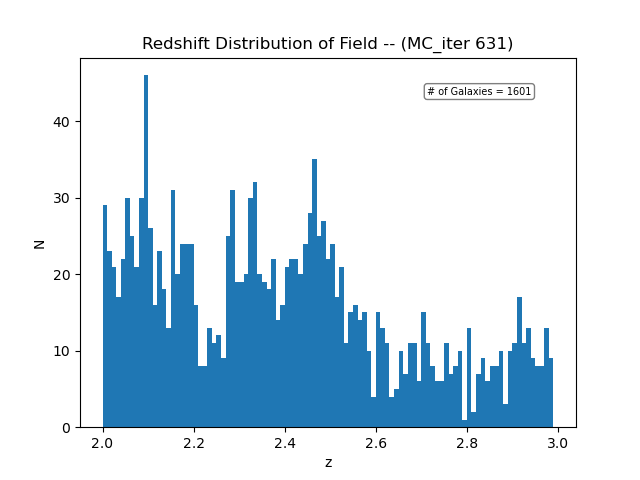 Redshift Distribution of Field -- (MC_iter 631)
# of Galaxies = 1601
N
40
30
20
10
0
2.0 2.2 2.4 2.6 2.8 3.0
z